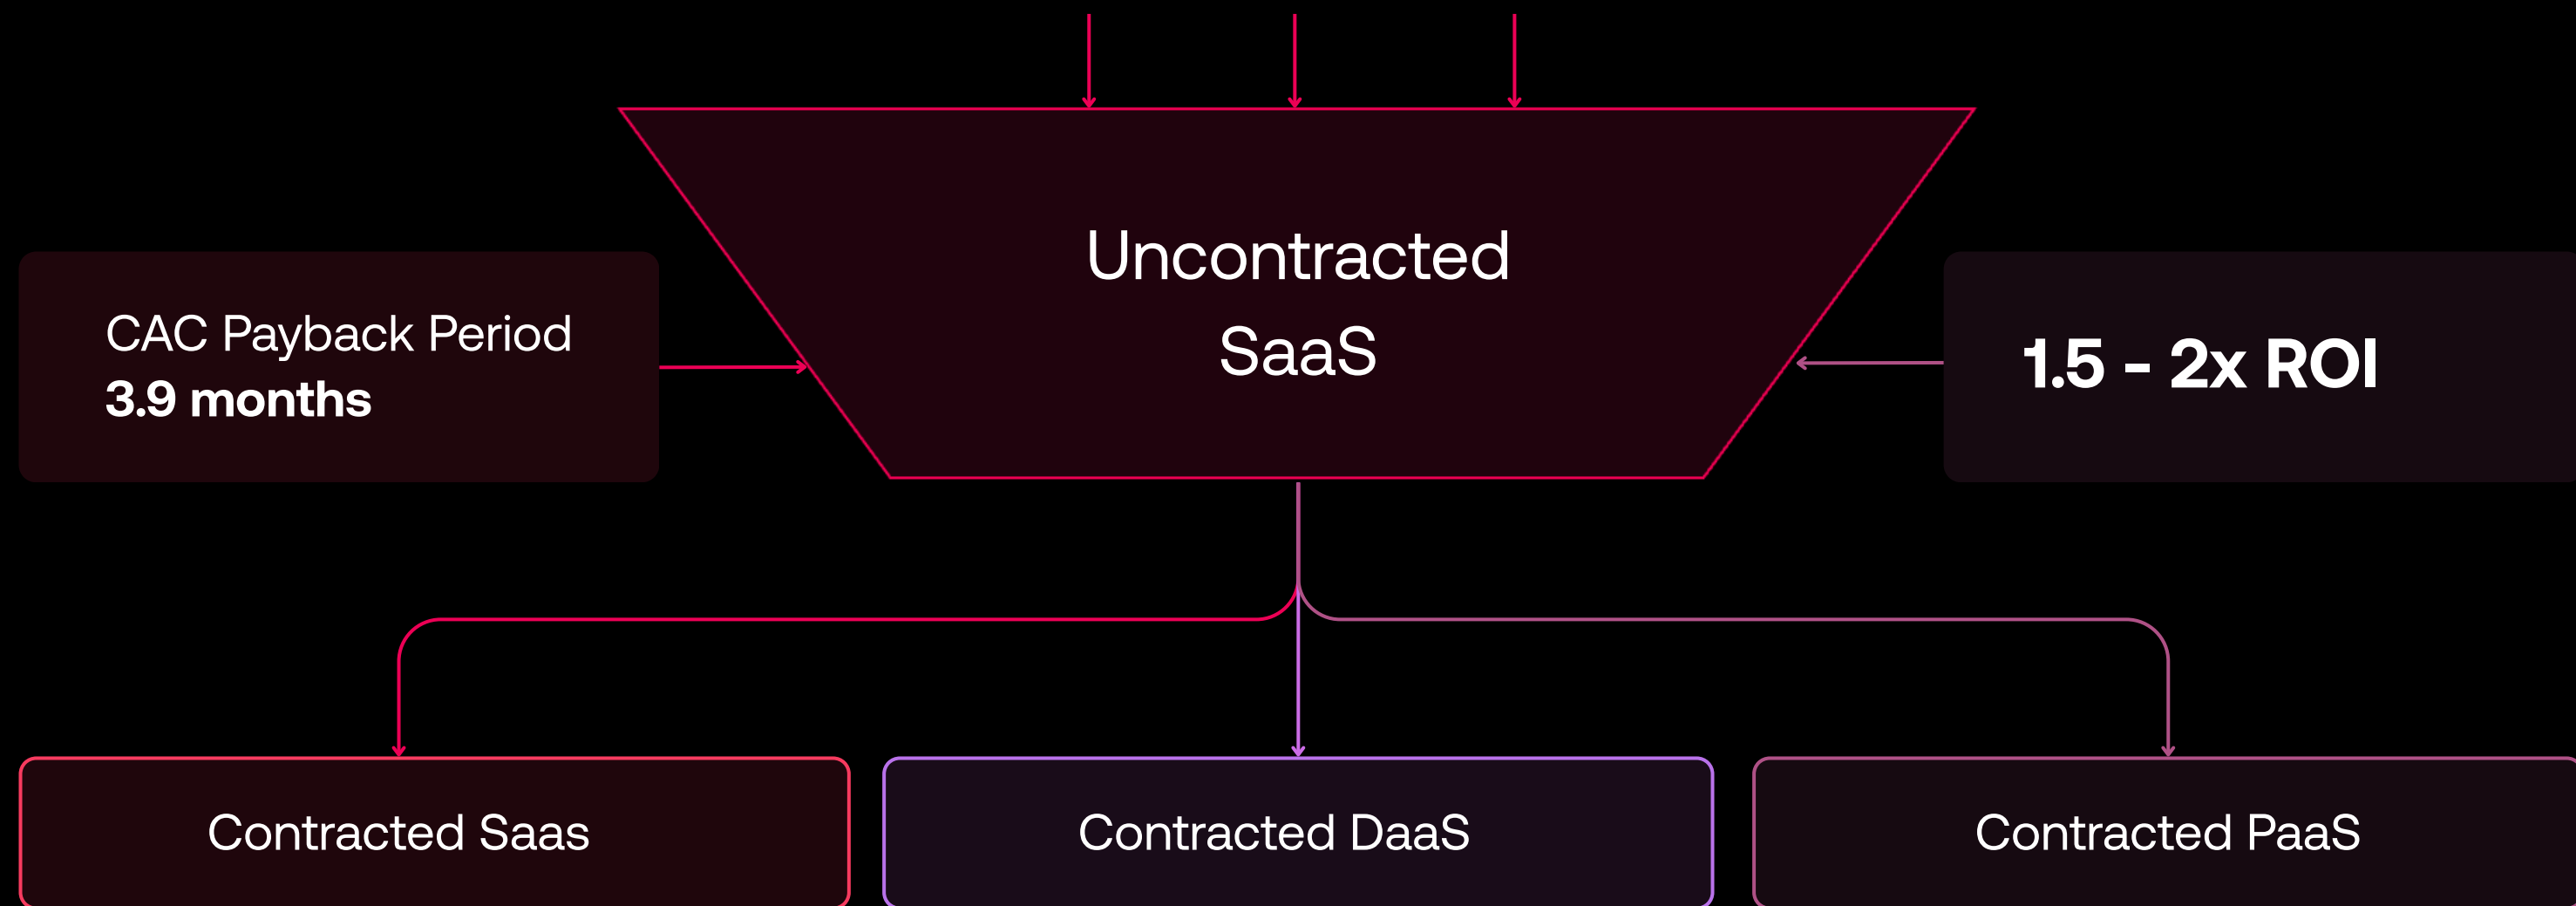 Uncontracted
SaaS
CAC Payback Period
3.9 months
1.5 - 2x ROI
Contracted Saas
Contracted DaaS
Contracted PaaS